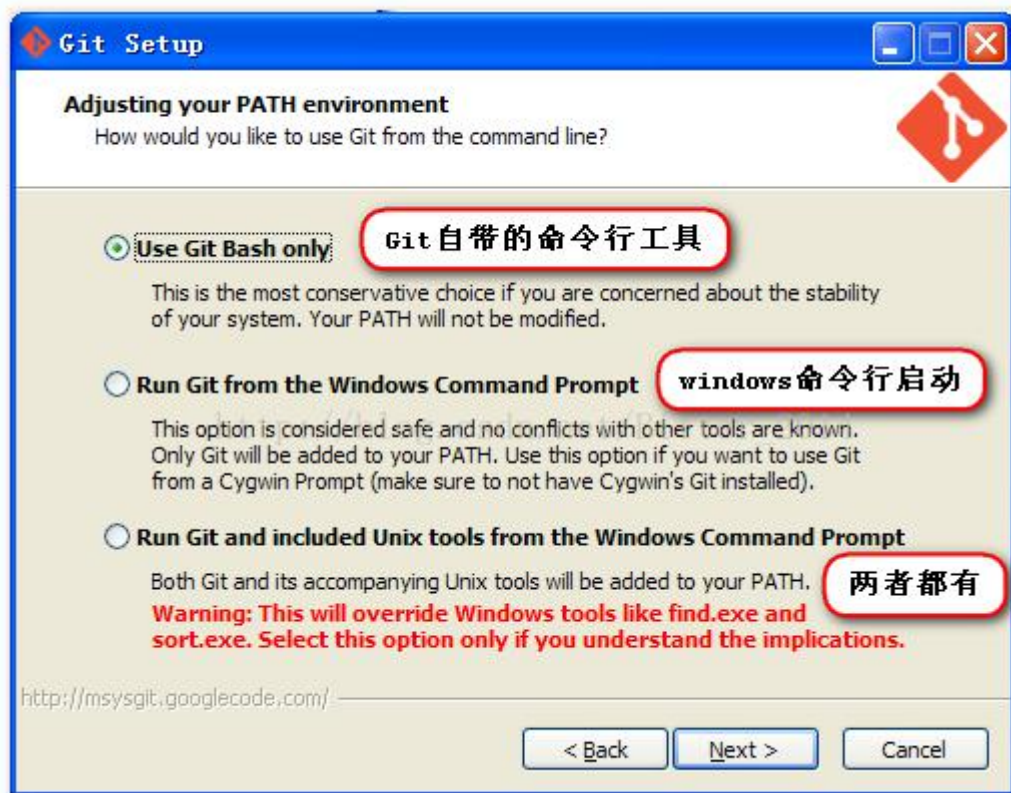 Git Setup
Adjusting your PATH environment
How would you like to use Git from the command line?
Use Git Bash only
Git自带的命令行工具
This is the most conservative choice if you are concerned about the stability
of your system. Your PATH will not be modified.
Run Git from the Windows Command Prompt
windows命令行启动
This option is considered safe and no conflicts with other tools are known.
Only Git will be added to your PATH. Use this option if you want to use Git
from a Cygwin Prompt (make sure to not have Cygwin's Git installed).
Run Git and included Unix tools from the Windows Command Prompt
Both Git and its accompanying Unix tools will be added to your PATH.
两者都有
Warning: This will override Windows tools like find.exe and
sort.exe. Select this option only if you understand the implications.
http://msysgit.googlecode.com/
< Back
Next >
Cancel